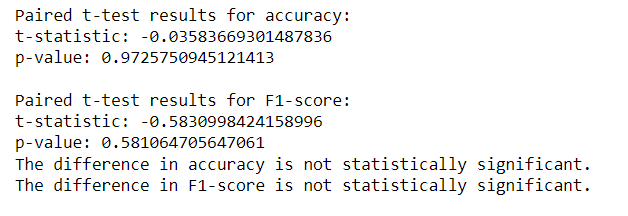 Paired t-test results for accuracy:
t-statistic: -0.03583669301487836
p-value: 0.9725750945121413

Paired t-test results for F1-score:
t-statistic: -0.5830998424158996
p-value: 0.581064705647061
The difference in accuracy is not statistically significant.
The difference in F1-score is not statistically significant.